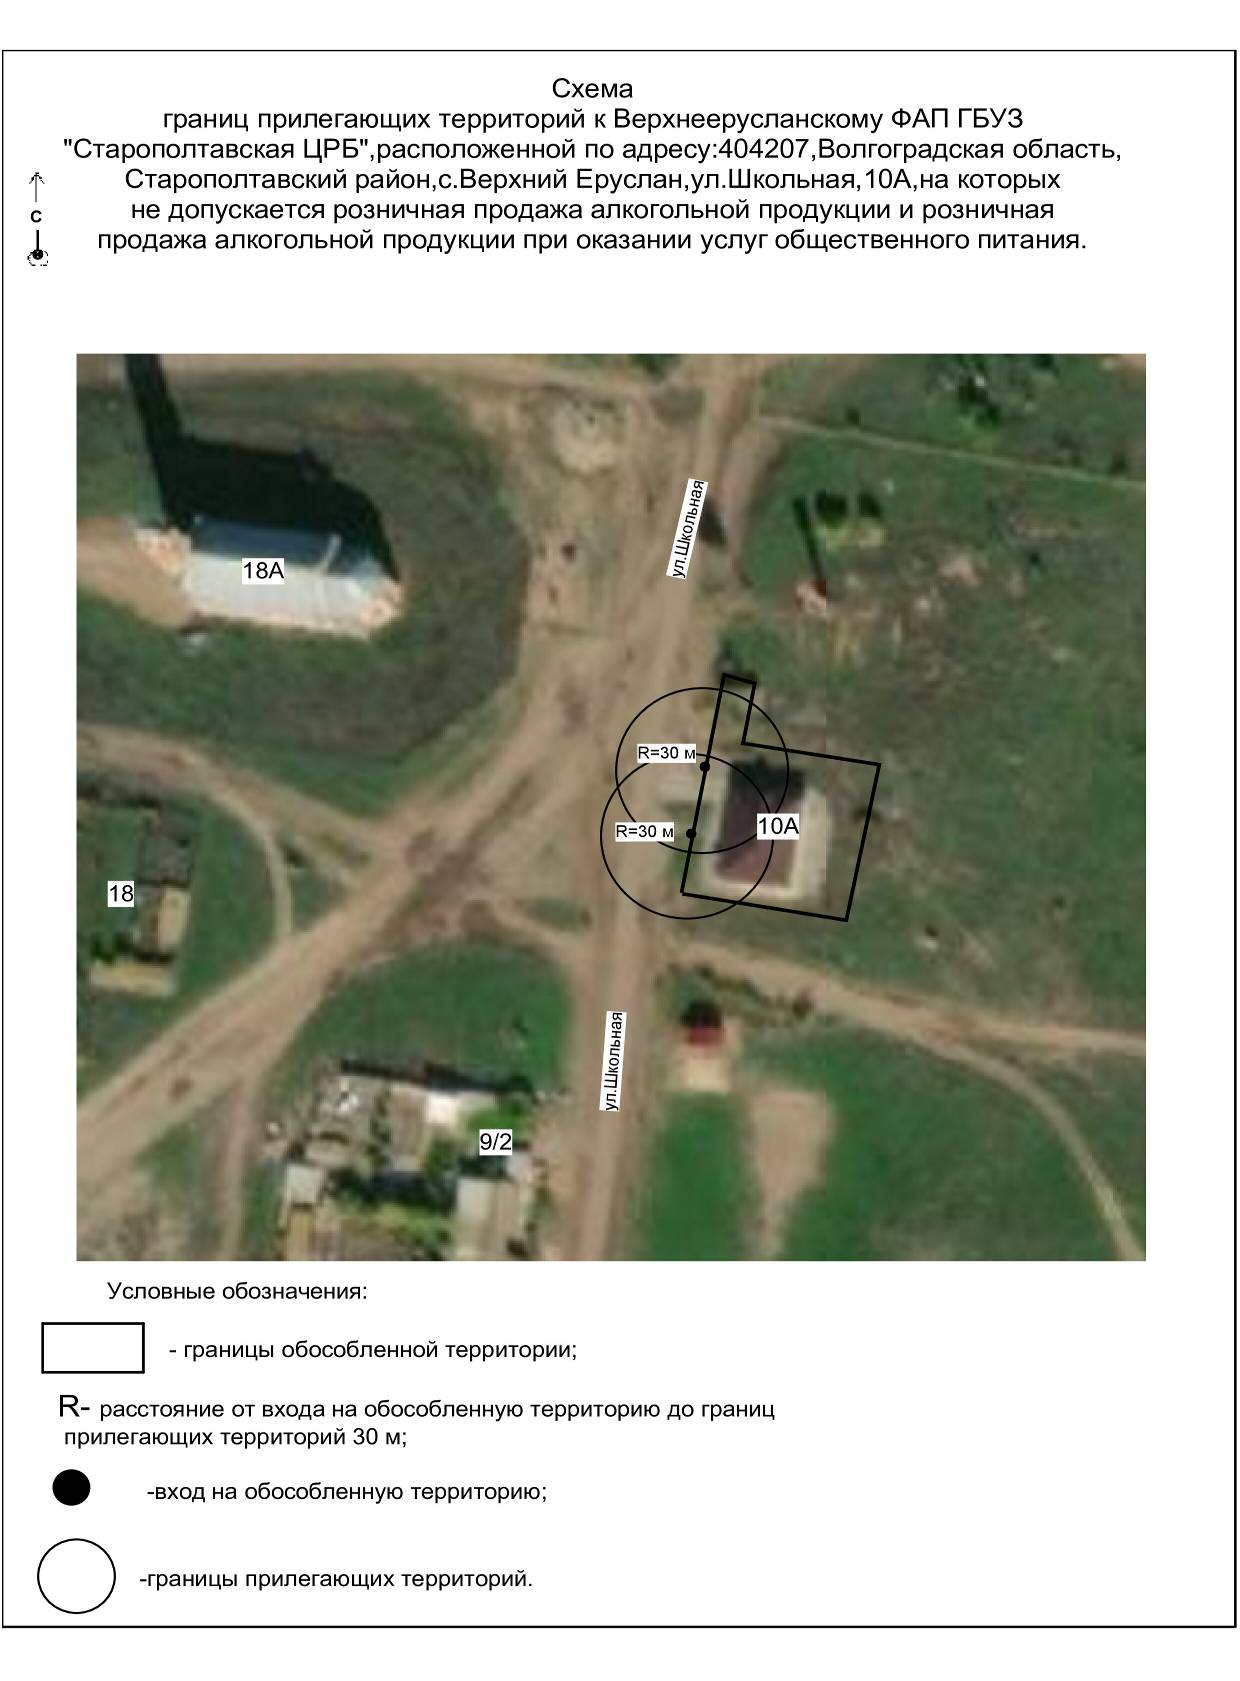 Схема
границ прилегающих территорий к Верхнеерусланскому ФАП ГБУЗ
"Старополтавская ЦРБ",расположенной по адресу:404207,Волгоградская область,
Старополтавский район,с.Верхний Еруслан,ул.Школьная,10А,на которых
не допускается розничная продажа алкогольной продукции и розничная
продажа алкогольной продукции при оказании услуг общественного питания.
С
ул.Школьная
18А
R=30 м
R=30 м
10А
18
ул.Школьная
9/2
Условные обозначения:
- границы обособленной территории;
R- расстояние от входа на обособленную территорию до границ
прилегающих территорий 30 м;
-вход на обособленную территорию;
-границы прилегающих территорий.